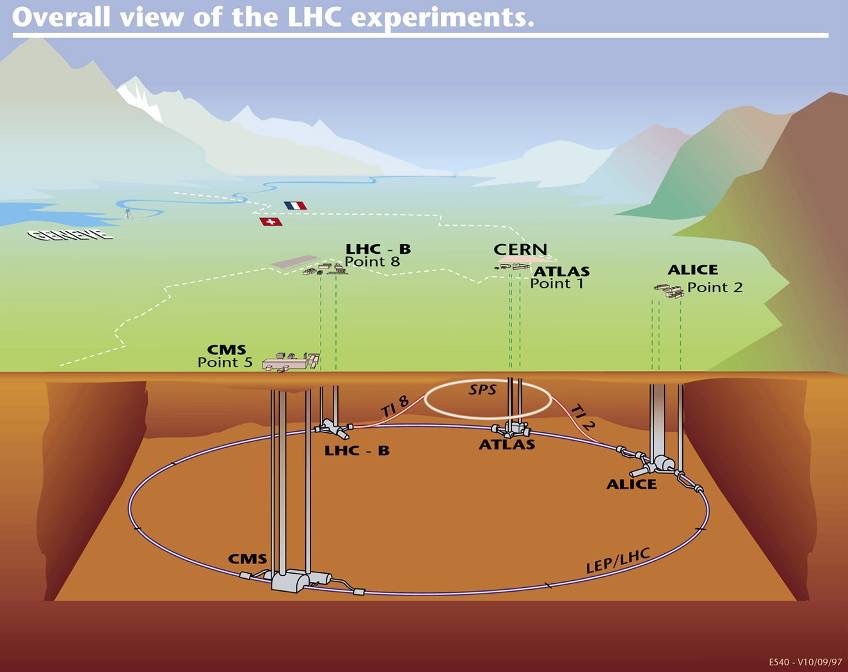 Overall view of the LHC experiments.
GENEVE
LHC - B
Point 8
CERN
ATLAS
Point 1
ALICE
Point 2
CMS
Point 5
SPS
TI 8
TI 2
LHC - B
ATLAS
ALICE
CMS
LEP/LHC
E540 - V10/09/97